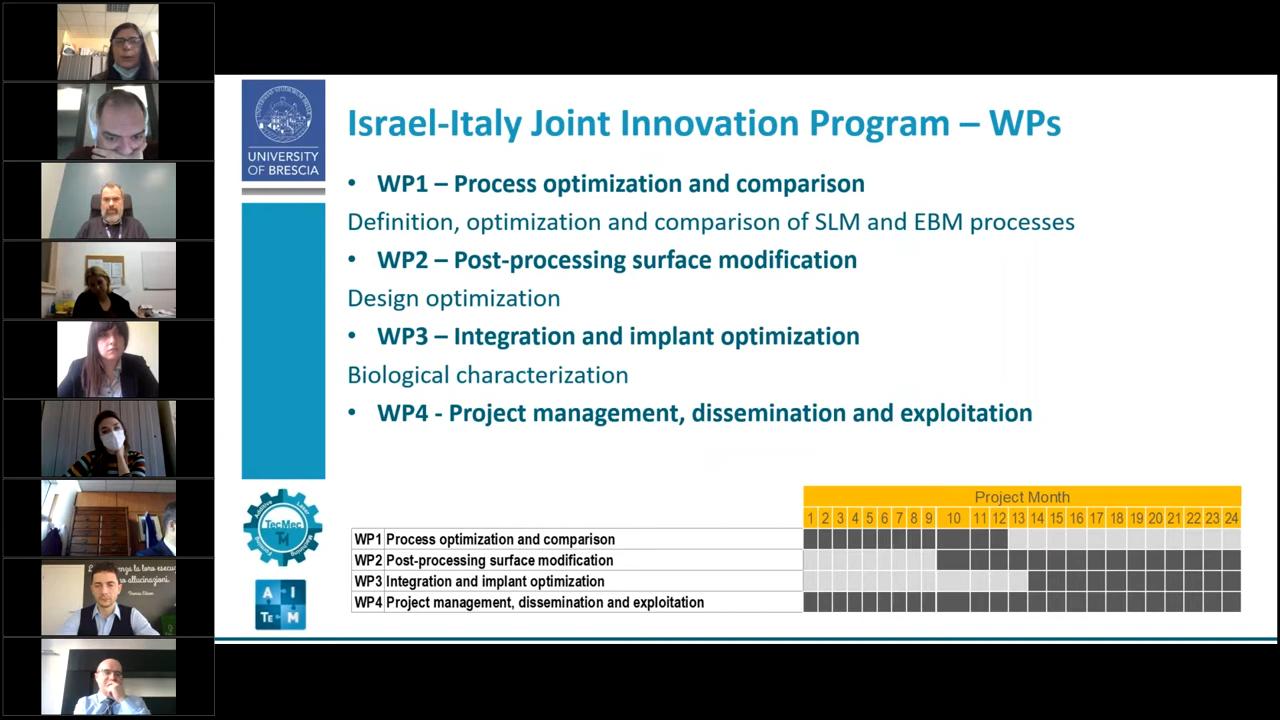 UNIVERSITY
OF BRESCIA
Israel-Italy Joint Innovation Program – WPs
• WP1 – Process optimization and comparison
Definition, optimization and comparison of SLM and EBM processes
• WP2 – Post-processing surface modification
Design optimization
• WP3 – Integration and implant optimization
Biological characterization
• WP4 - Project management, dissemination and exploitation
TecMec
TM
A I
Te M
Project Month
1 2 3 4 5 6 7 8 9 10 11 12 13 14 15 16 17 18 19 20 21 22 23 24
WP1 Process optimization and comparison
WP2 Post-processing surface modification
WP3 Integration and implant optimization
WP4 Project management, dissemination and exploitation